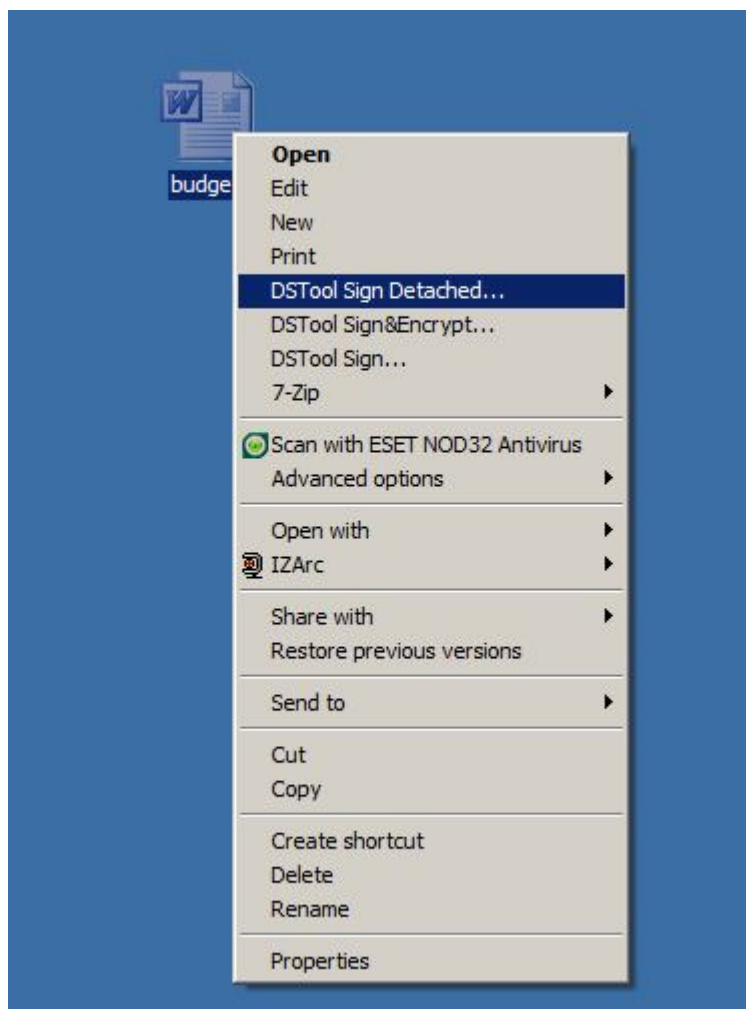 W
budge
Open
Edit
New
Print
DSTool Sign Detached...
DSTool Sign&Encrypt...
DSTool Sign...
7-Zip
Scan with ESET NOD32 Antivirus
Advanced options
Open with
IZArc
Share with
Restore previous versions
Send to
Cut
Copy
Create shortcut
Delete
Rename
Properties